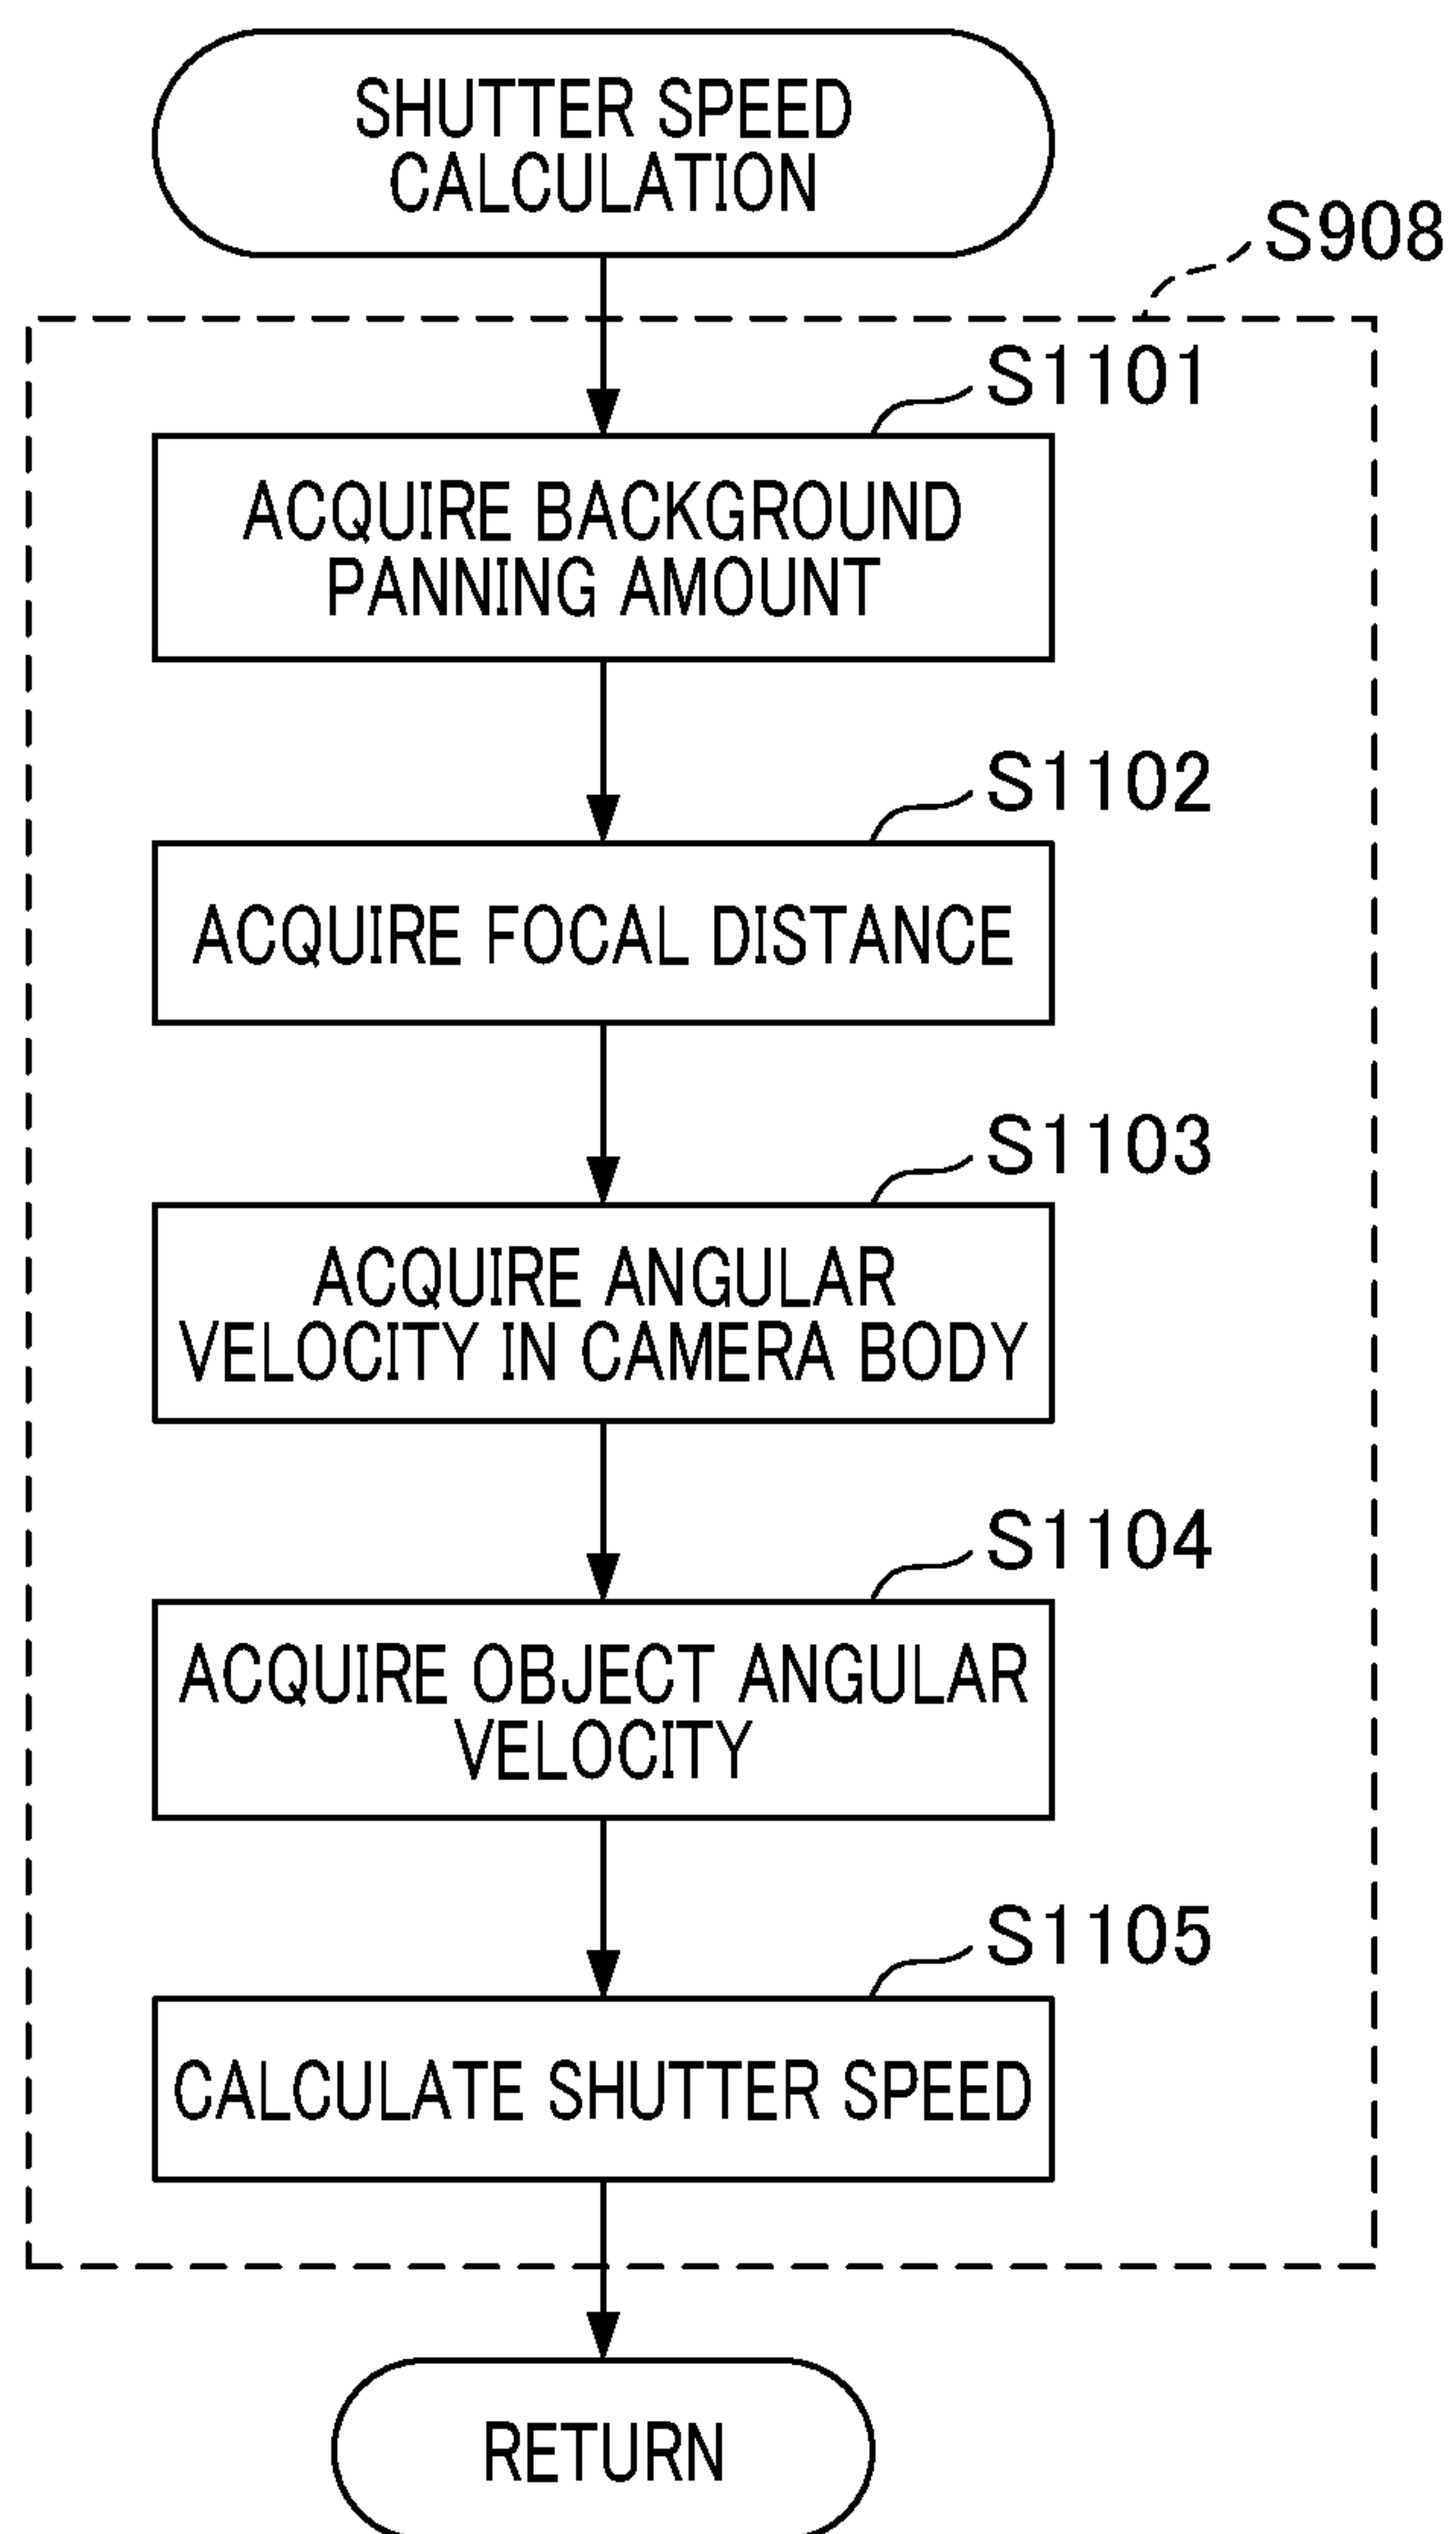 SHUTTER SPEED
CALCULATION
S908
S1101
ACQUIRE BACKGROUND
PANNING AMOUNT
S1102
ACQUIRE FOCAL DISTANCE
S1103
ACQUIRE ANGULAR
VELOCITY IN CAMERA BODY
S1104
ACQUIRE OBJECT ANGULAR
VELOCITY
S1105
CALCULATE SHUTTER SPEED
RETURN